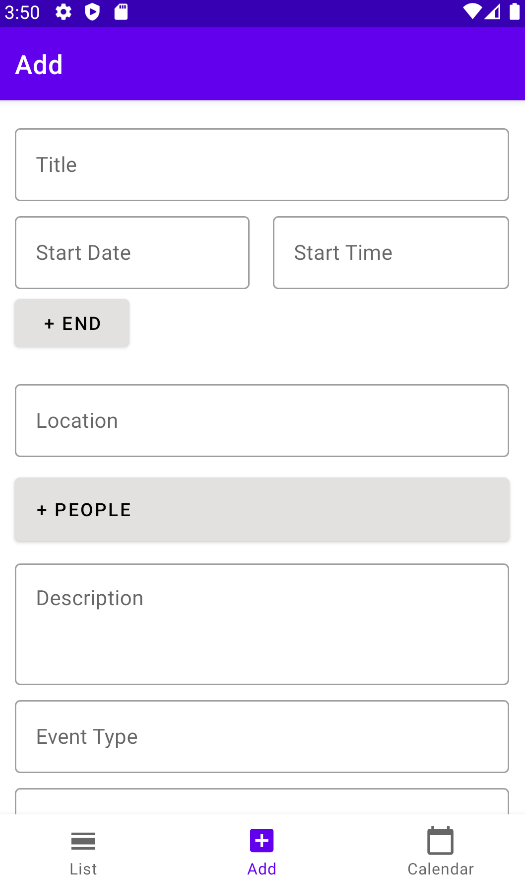 3:50
Add
Title
Start Date Start Time
+ END
Location
+ PEOPLE
Description
Event Type
List Add Calendar